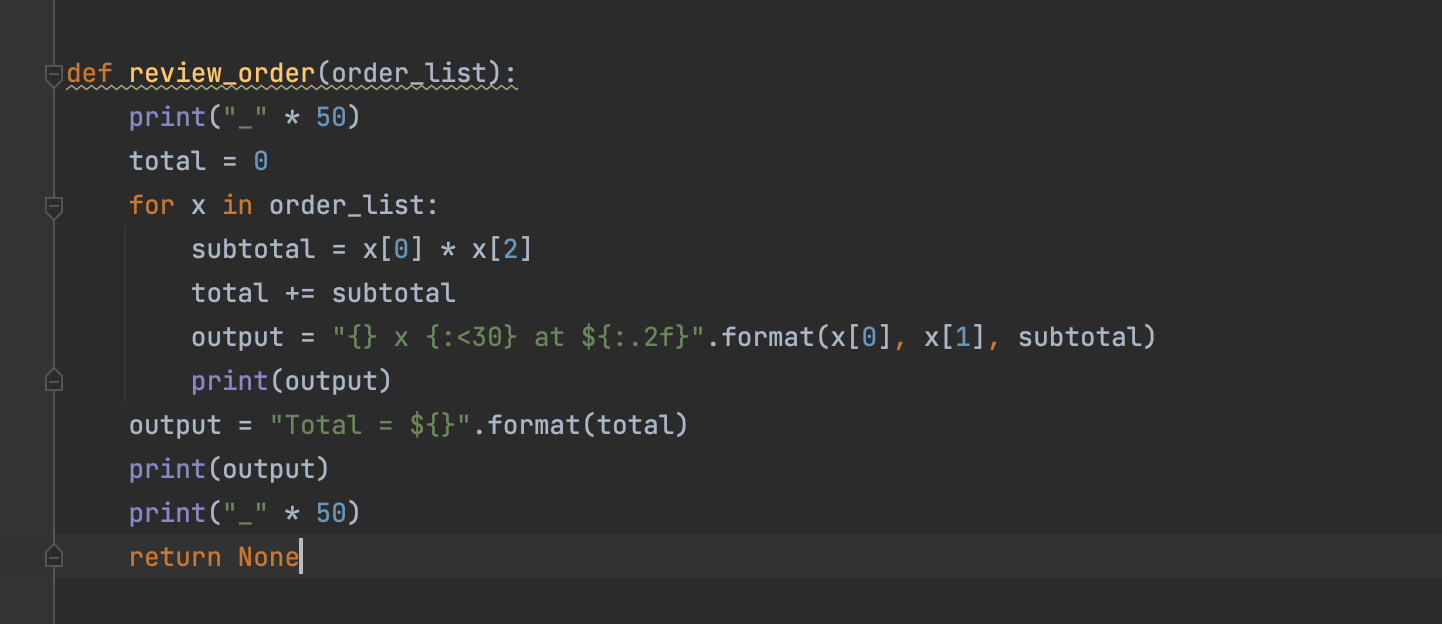 def review_order(order_list):
    print("_" * 50)
    total = 0
    for x in order_list:
        subtotal = x[0] * x[2]
        total += subtotal
        output = "{} x {:<30} at ${:.2f}".format(x[0], x[1], subtotal)
        print(output)
    output = "Total = ${}".format(total)
    print(output)
    print("_" * 50)
    return None